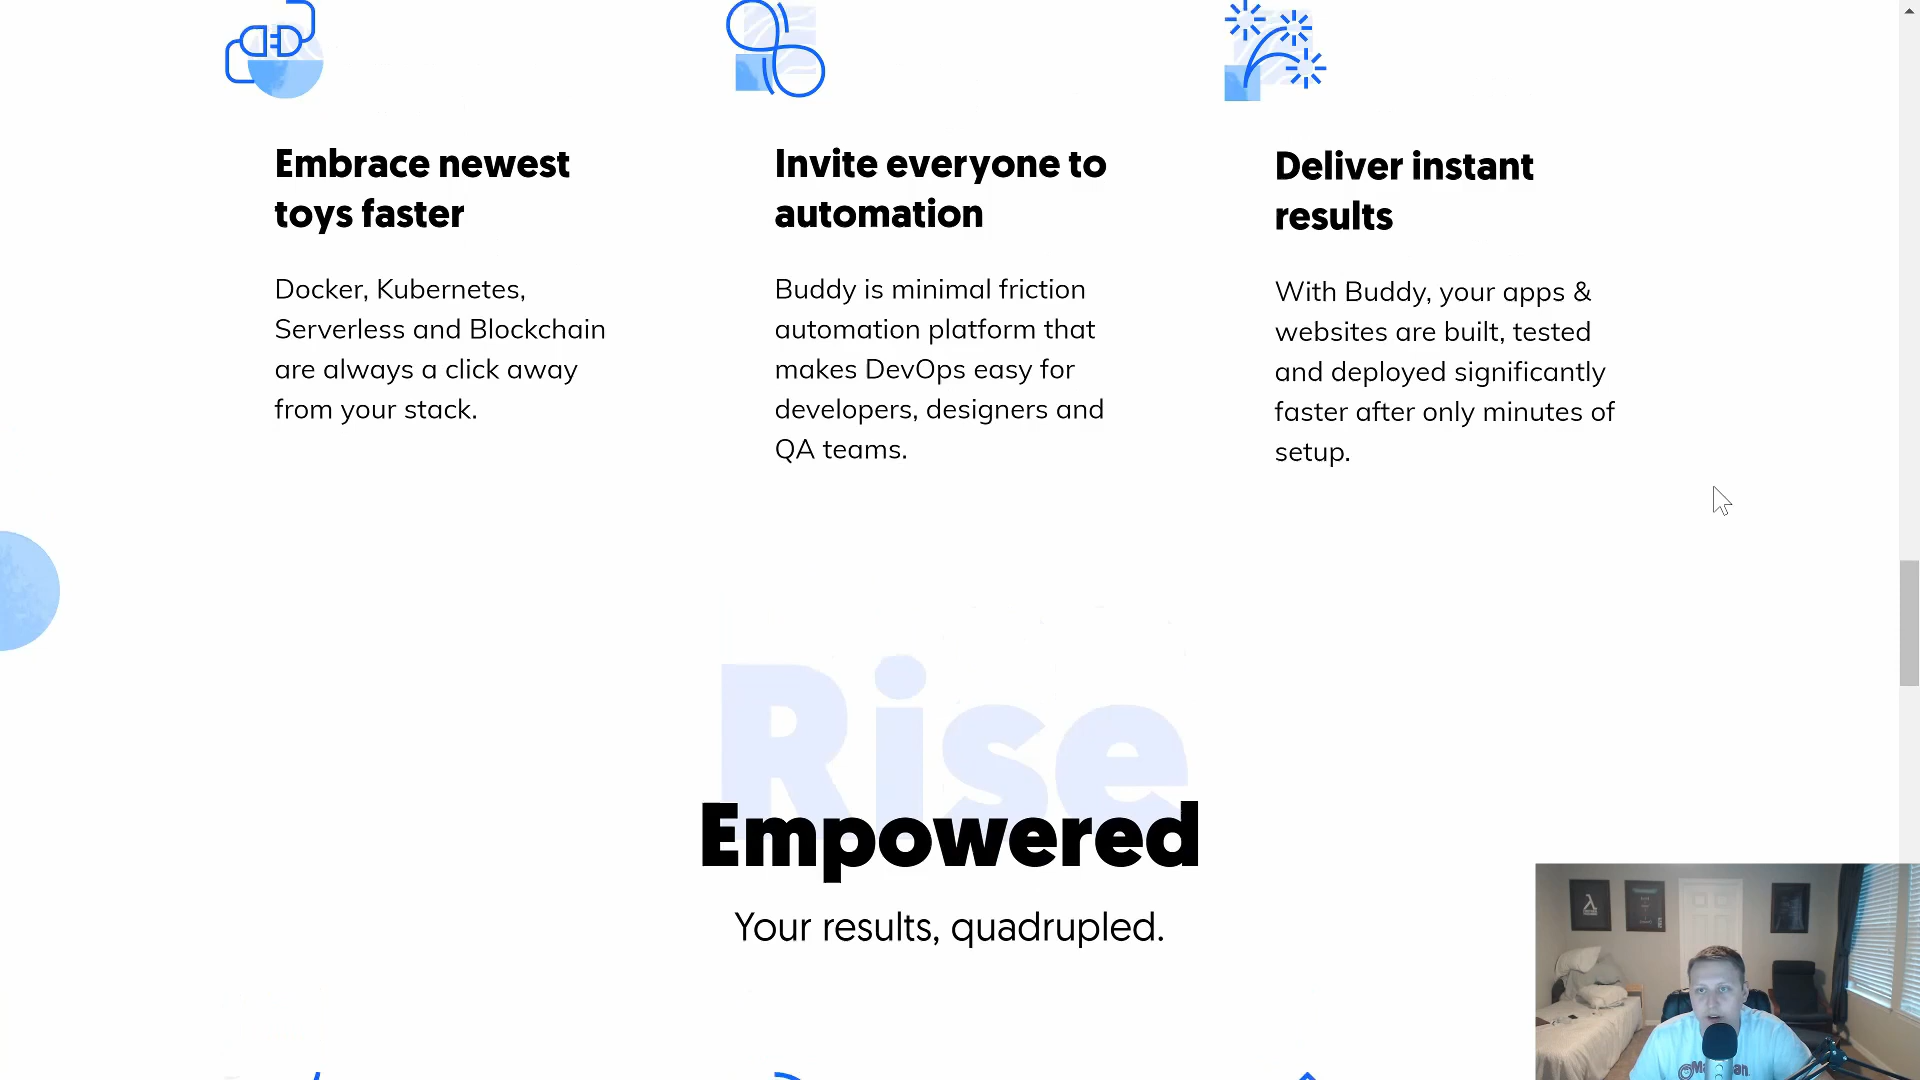 Embrace newest
toys faster
Docker, Kubernetes,
Serverless and Blockchain
are always a click away
from your stack.
Invite everyone to
automation
Buddy is minimal friction
automation platform that
makes DevOps easy for
developers, designers and
QA teams.
Deliver instant
results
With Buddy, your apps &
websites are built, tested
and deployed significantly
faster after only minutes of
setup.
Rise
Empowered
Your results, quadrupled.